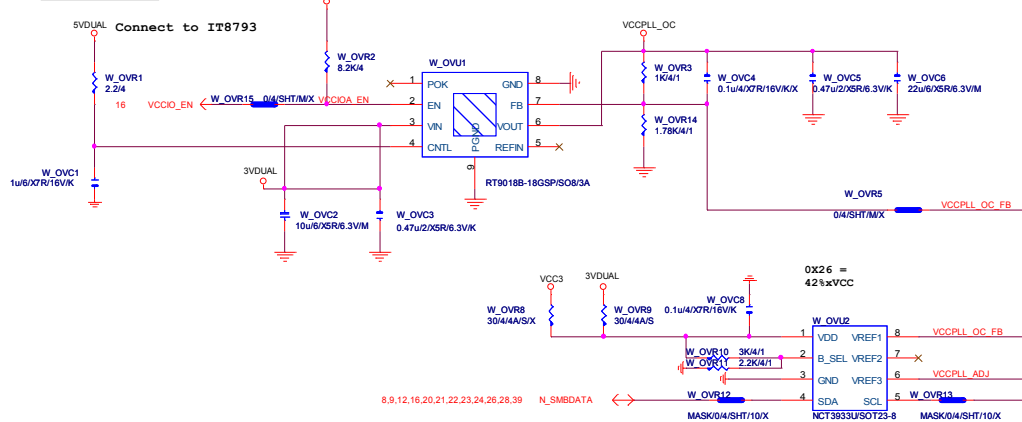 5VDUAL
Connect to IT8793
W_OVR1
2.2/4
16
VCCIO_EN
W_OVR15
0/4/SHT/M/X
VCCIOA_EN
W_OVR2
8.2K/4
W_OVC1
1u/6/X7R/16V/K
3VDUAL
W_OVC2
10u/6/X5R/6.3V/M
W_OVC3
0.47u/2/X5R/6.3V/K
W_OVU1
1
POK
GND
8
2
EN
FB
7
3
VIN
VOUT
6
4
CNTL
REFIN
5
PGND
9
RT9018B-18GSP/SO8/3A
VCCPLL_OC
W_OVR3
1K/4/1
W_OVR14
1.78K/4/1
W_OVC4
0.1u/4/X7R/16V/K/X
W_OVC5
0.47u/2/X5R/6.3V/K
W_OVC6
22u/6/X5R/6.3V/M
W_OVR5
0/4/SHT/M/X
VCCPLL_OC_FB
0X26 =
42%xVCC
VCC3
3VDUAL
W_OVR8
30/4/4A/S/X
W_OVR9
30/4/4A/S
W_OVC8
0.1u/4/X7R/16V/K
W_OVR10
3K/4/1
W_OVR11
2.2K/4/1
W_OVU2
1
VDD
VREF1
8
VCCPLL_OC_FB
2
B_SEL
VREF2
7
3
GND
VREF3
6
VCCPLL_ADJ
4
SDA
SCL
5
8,9,12,16,20,21,22,23,24,26,28,39
N_SMBDATA
W_OVR12
MASK/0/4/SHT/10/X
NCT3933U/SOT23-8
W_OVR13
MASK/0/4/SHT/10/X